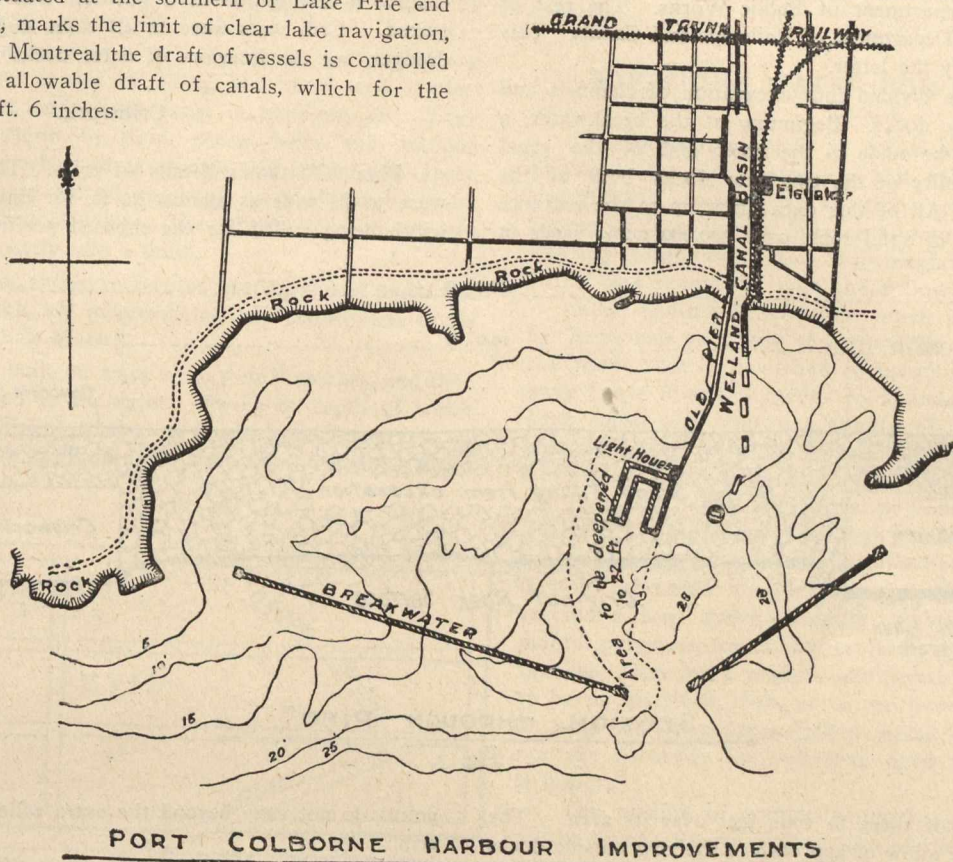 tuated at the southern of Lake Erie end
, marks the limit of clear lake navigation,
Montreal the draft of vessels is controlled
allowable draft of canals, which for the
ft. 6 inches.
GRAND TRUNK RAILWAY
Elevator
WELLAND CANAL BASIN
OLD PIER
Rock
Rock
Rock
Light House
Area to be deepened to 22 Ft.
BREAKWATER
6
10
15
20
25
25
28
PORT COLBORNE HARBOUR IMPROVEMENTS